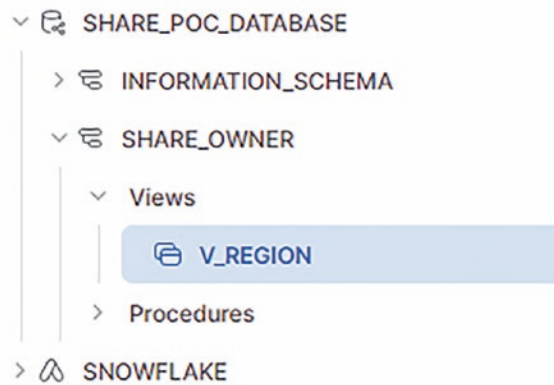 SHARE_POC_DATABASE
INFORMATION_SCHEMA
SHARE_OWNER
Views
V_REGION
Procedures
SNOWFLAKE